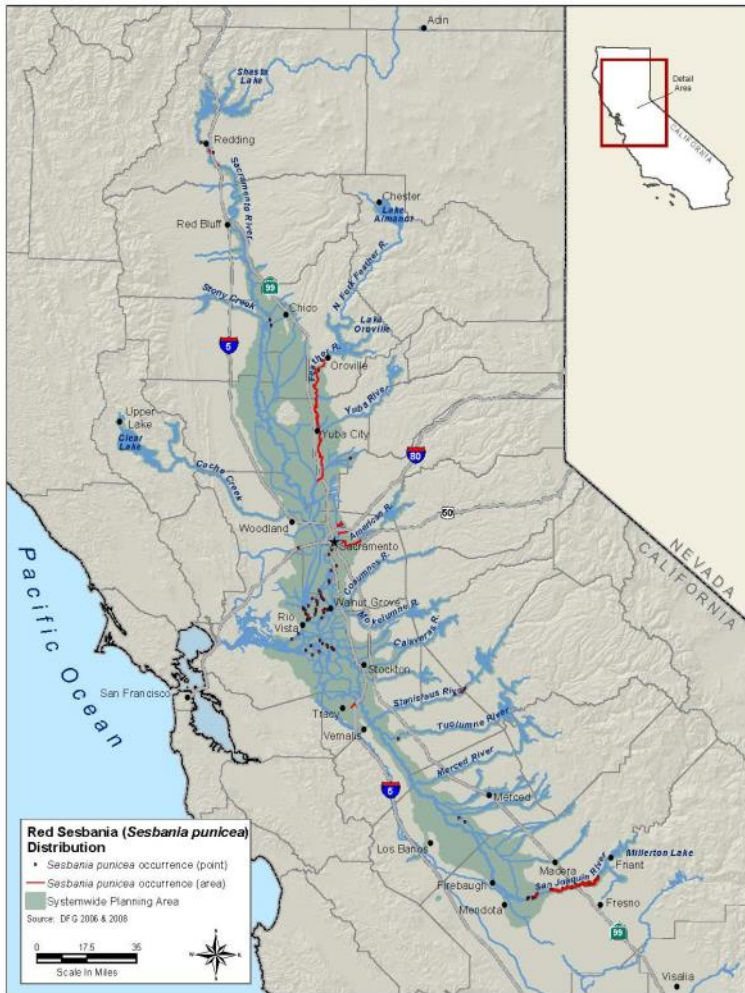 Adin
Shasta
Lake
Detail
Area
CALIFORNIA
Redding
Sacramento
River
Chester
Lake
Almanor
Red Bluff
N. Fork Feather R.
99
Stony Creek
Chico
Lake
Oroville
5
Feather R.
Oroville
Yuba River
Upper
Lake
Clear
Lake
Yuba City
80
Cache Creek
50
Woodland
American R.
Sacramento
NEVADA
CALIFORNIA
Cosumnes R.
Walnut Grove
Mokelumne R.
Rio
Vista
Calaveras R.
Pacific Ocean
Stockton
San Francisco
Stanislaus River
Tracy
Tuolumne River
Vernalis
Merced River
5
Merced
Los Banos
Madera
Millerton Lake
Friant
Firebaugh
San Joaquin River
Mendota
Fresno
99
Visalia
Red Sesbania (Sesbania punicea)
Distribution
Sesbania punicea occurrence (point)
Sesbania punicea occurrence (area)
Systemwide Planning Area
Source: DFG 2006 & 2008
0 17.5 35
Scale In Miles
N
W E
S